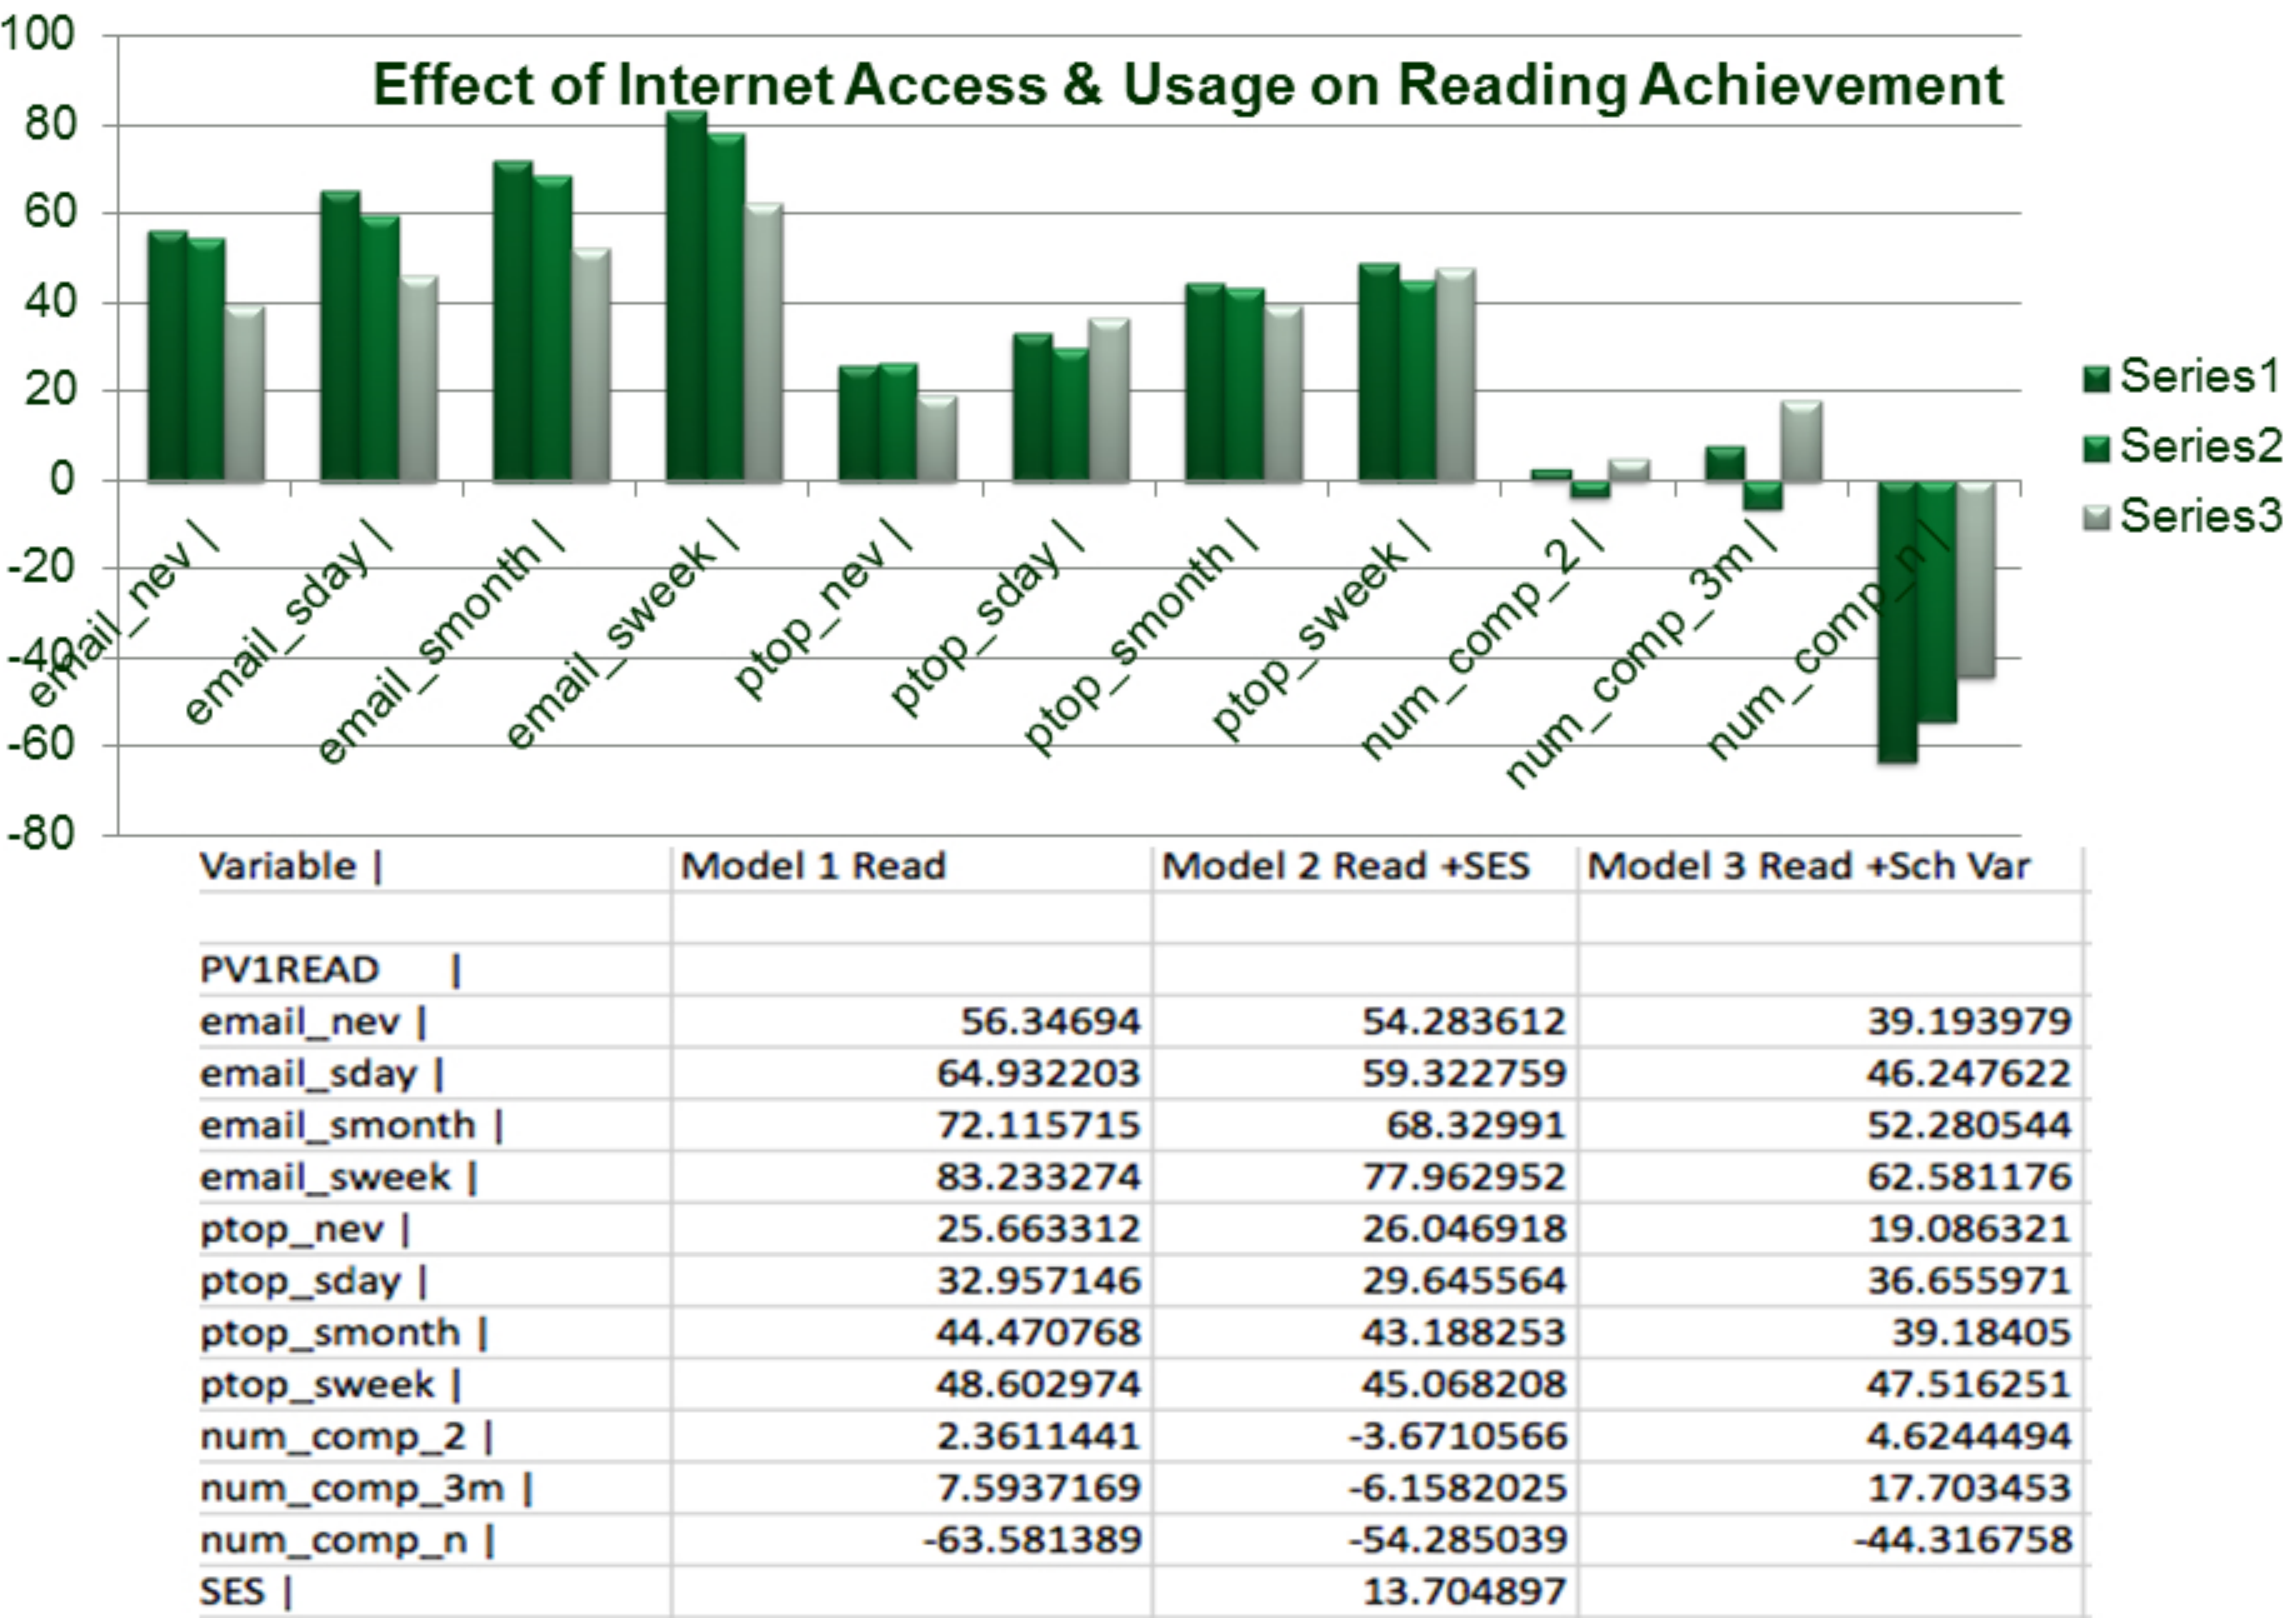 Effect of Internet Access & Usage on Reading Achievement
100
80
60
40
20
0
-20
-40
-60
-80
email_nev |
email_sday |
email_smonth |
email_sweek |
ptop_nev |
ptop_sday |
ptop_smonth |
ptop_sweek |
num_comp_2 |
num_comp_3m |
num_comp_n |
Series1
Series2
Series3
Variable | Model 1 Read Model 2 Read +SES Model 3 Read +Sch Var
PV1READ |
email_nev | 56.34694 54.283612 39.193979
email_sday | 64.932203 59.322759 46.247622
email_smonth | 72.115715 68.32991 52.280544
email_sweek | 83.233274 77.962952 62.581176
ptop_nev | 25.663312 26.046918 19.086321
ptop_sday | 32.957146 29.645564 36.655971
ptop_smonth | 44.470768 43.188253 39.18405
ptop_sweek | 48.602974 45.068208 47.516251
num_comp_2 | 2.3611441 -3.6710566 4.6244494
num_comp_3m | 7.5937169 -6.1582025 17.703453
num_comp_n | -63.581389 -54.285039 -44.316758
SES | 13.704897